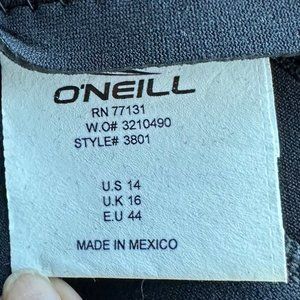 O'NEILL
RN 77131
W.O# 3210490
STYLE# 3801
U.S 14
U.K 16
E.U 44
MADE IN MEXICO